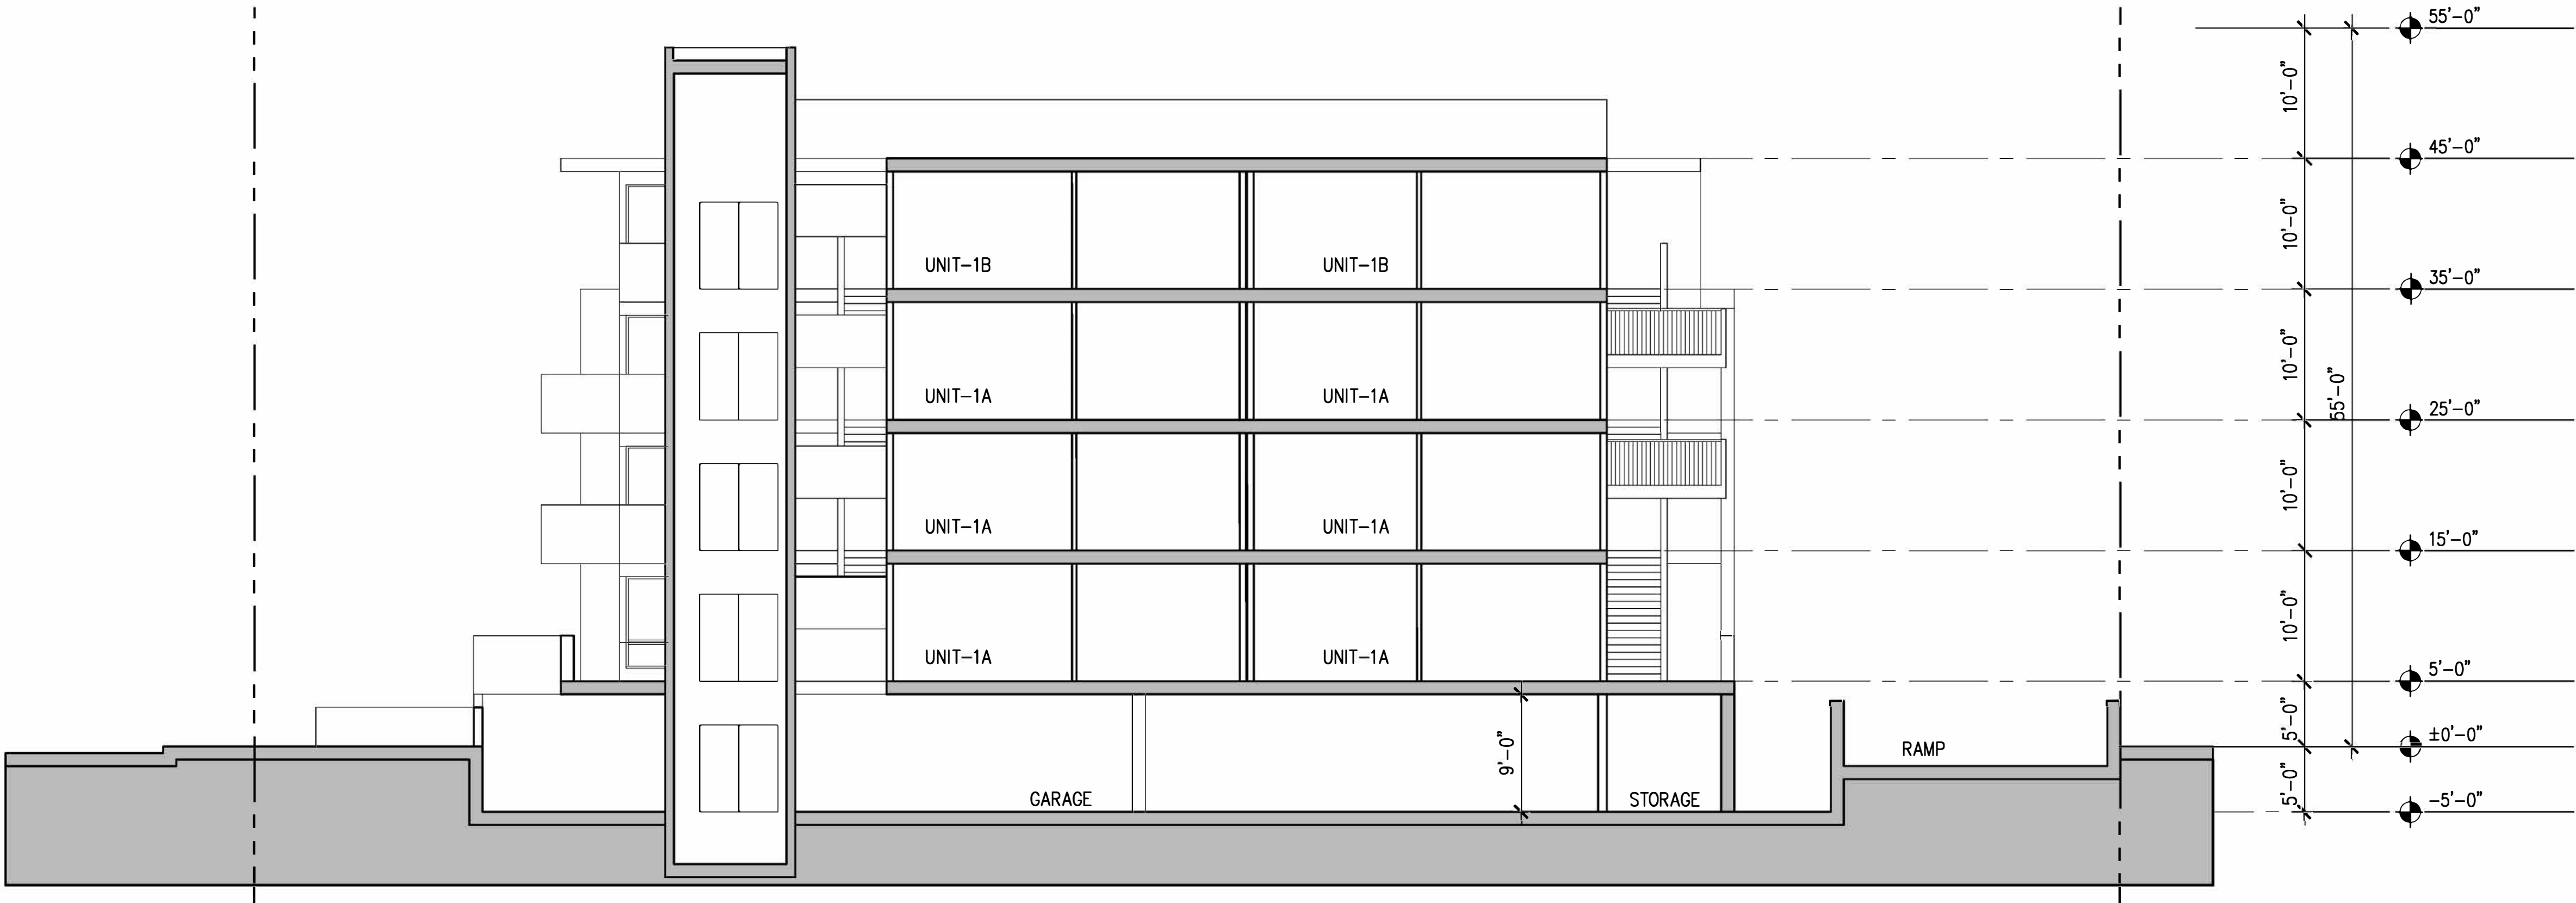 55'-0"
10'-0"
45'-0"
10'-0"
UNIT-1B UNIT-1B
35'-0"
10'-0"
55'-0"
UNIT-1A UNIT-1A
25'-0"
10'-0"
UNIT-1A UNIT-1A
15'-0"
10'-0"
UNIT-1A UNIT-1A
5'-0"
5'-0"
±0'-0"
RAMP
9'-0"
5'-0"
GARAGE STORAGE
-5'-0"